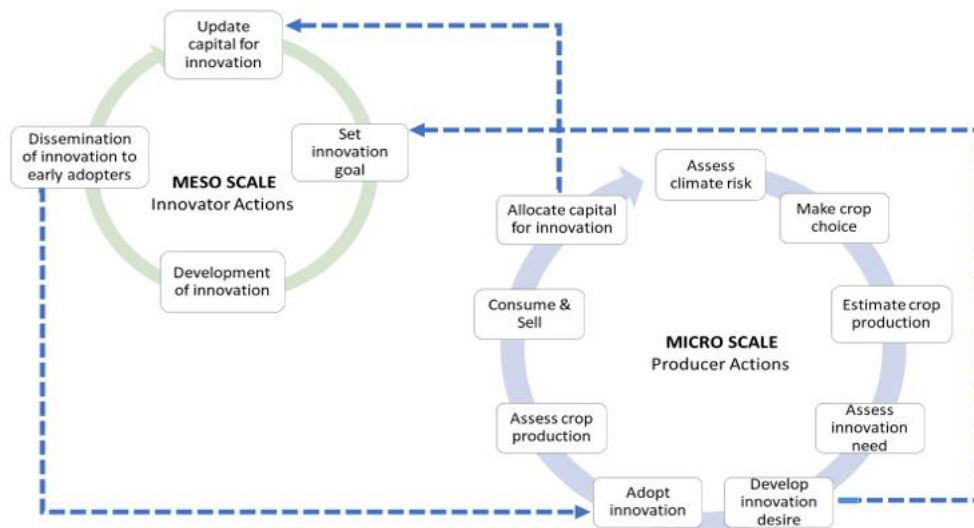 Update
capital for
innovation
Set
innovation
goal
Development
of innovation
Dissemination
of innovation to
early adopters
MESO SCALE
Innovator Actions
Assess
climate risk
Make crop
choice
Estimate crop
production
Assess
innovation
need
Develop
innovation
desire
Adopt
innovation
Assess crop
production
Consume &
Sell
Allocate capital
for innovation
MICRO SCALE
Producer Actions